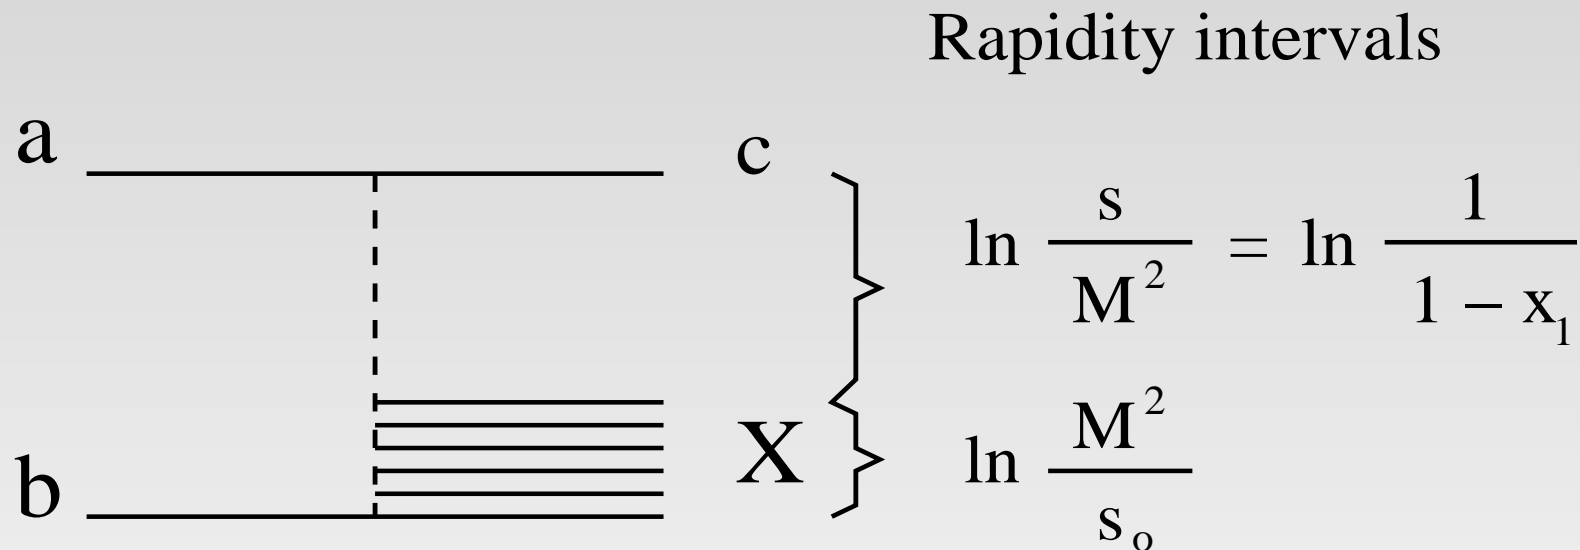 Rapidity intervals
a
c
ln s/M² = ln 1/(1 – x₁)
X
ln M²/sₒ
b